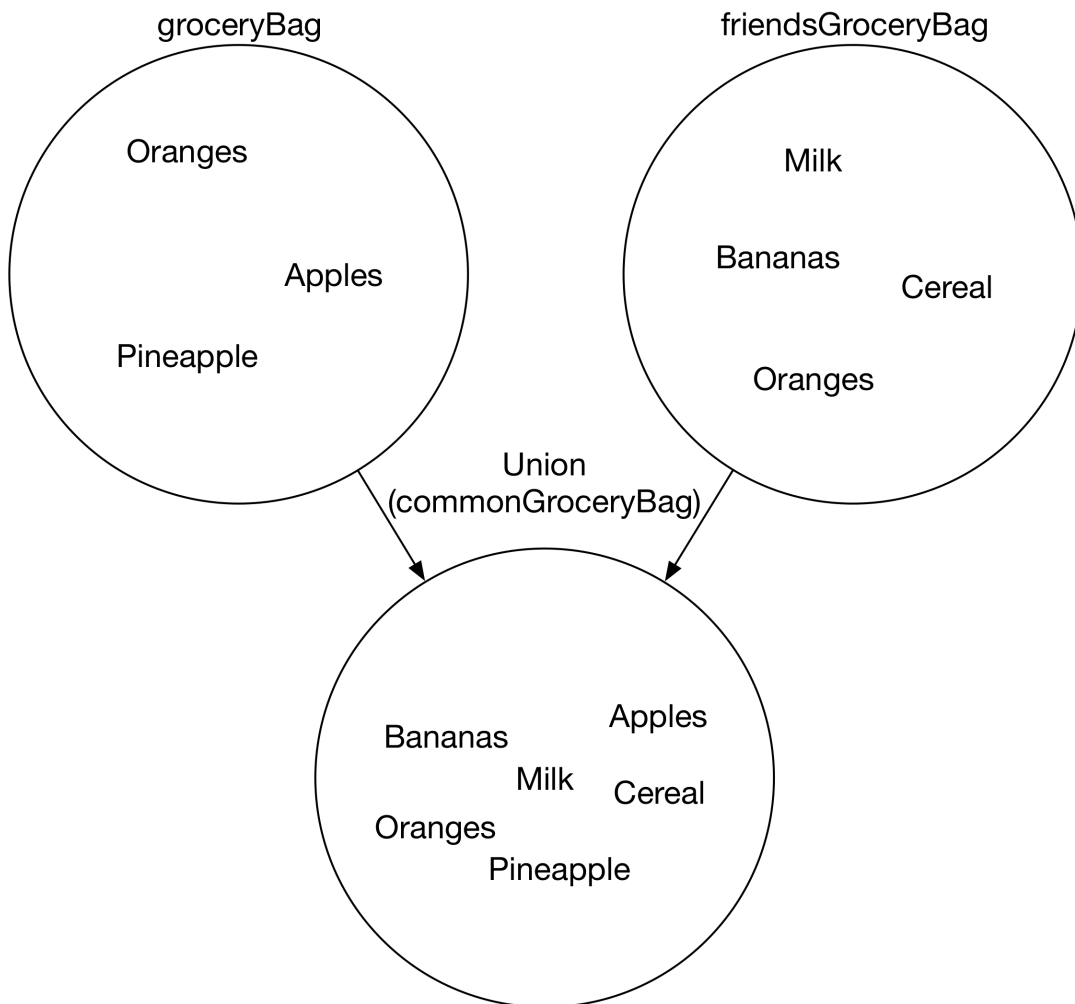 groceryBag
friendsGroceryBag
Oranges
Apples
Pineapple
Milk
Bananas
Cereal
Oranges
Union
(commonGroceryBag)
Apples
Bananas
Milk
Cereal
Oranges
Pineapple